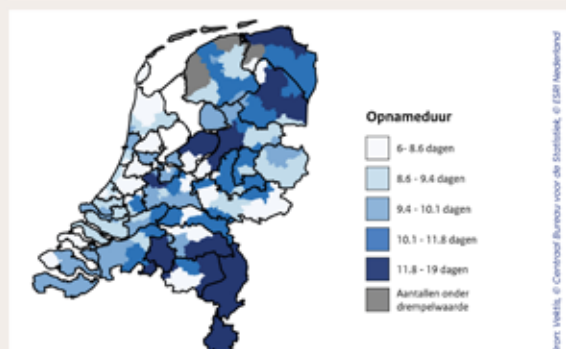 Opnameduur
6- 8.6 dagen
8.6 - 9.4 dagen
9.4 - 10.1 dagen
10.1 - 11.8 dagen
11.8 - 19 dagen
Aantallen onder
drempelwaarde
Vektis, © Centraal Bureau voor de Statistiek, © ESRI Nederland